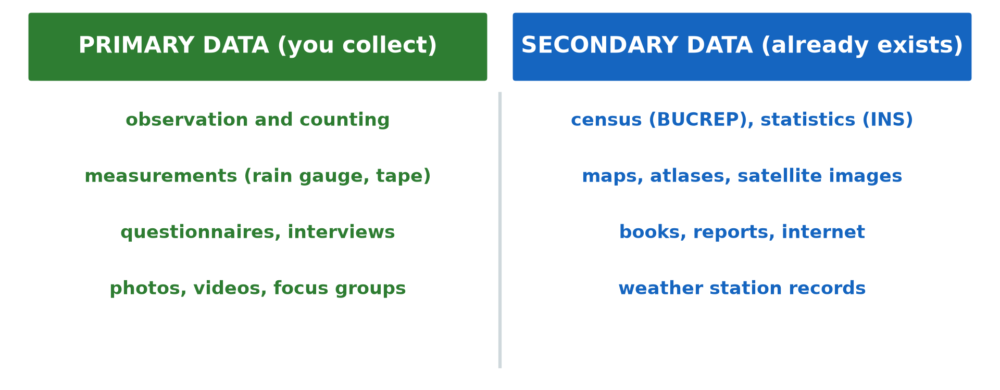 PRIMARY DATA (you collect)
observation and counting
measurements (rain gauge, tape)
questionnaires, interviews
photos, videos, focus groups
SECONDARY DATA (already exists)
census (BUCREP), statistics (INS)
maps, atlases, satellite images
books, reports, internet
weather station records